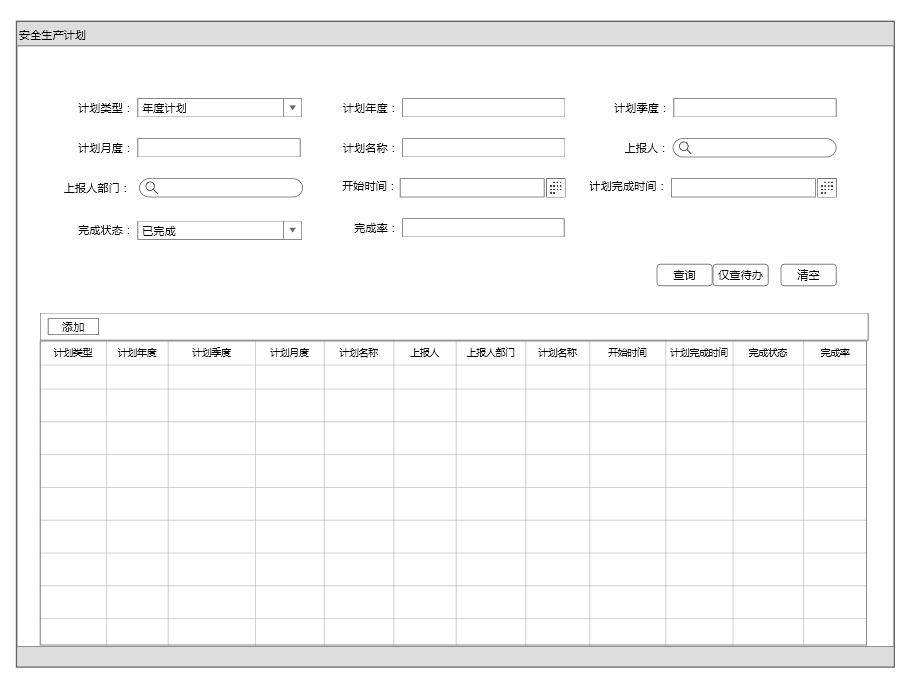 安全生产计划
计划类型： 年度计划 计划年度： 计划季度：
计划月度： 计划名称： 上报人：
上报人部门： 开始时间： 计划完成时间：
完成状态： 已完成 完成率：
查询 仅查待办 清空
添加
计划类型 计划年度 计划季度 计划月度 计划名称 上报人 上报人部门 计划名称 开始时间 计划完成时间 完成状态 完成率